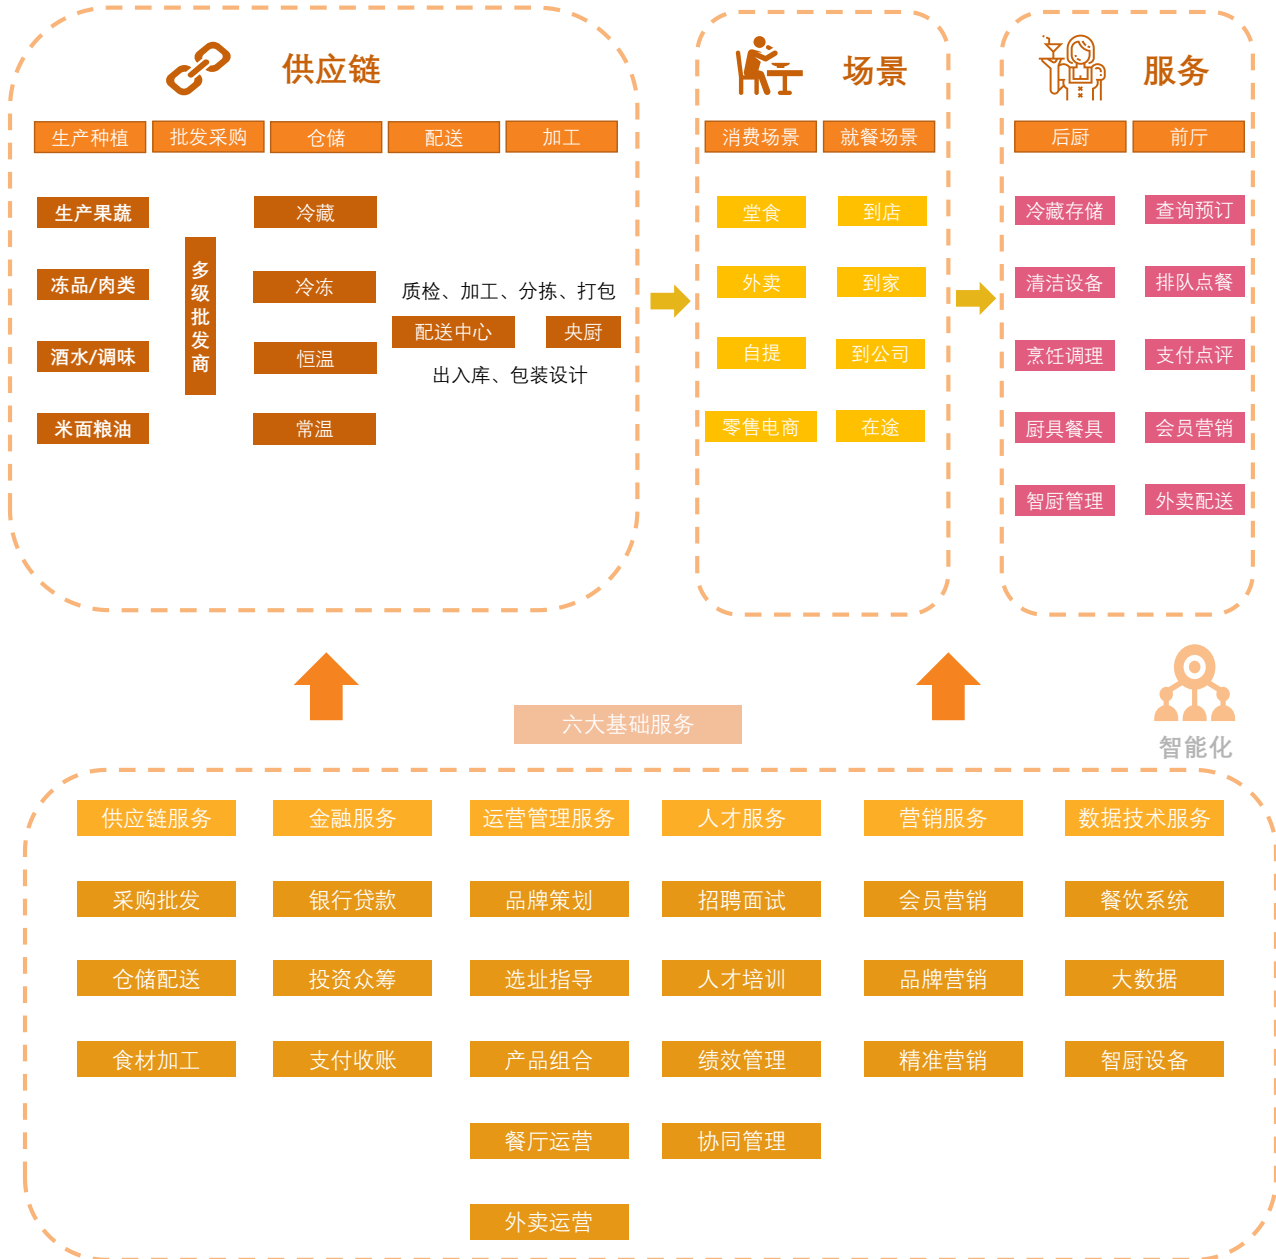 供应链
生产种植
批发采购
仓储
配送
加工
生产果蔬
冻品/肉类
酒水/调味
米面粮油
多级批发商
冷藏
冷冻
恒温
常温
质检、加工、分拣、打包
配送中心
央厨
出入库、包装设计
场景
消费场景
就餐场景
堂食
到店
外卖
到家
自提
到公司
零售电商
在途
服务
后厨
前厅
冷藏存储
查询预订
清洁设备
排队点餐
烹饪调理
支付点评
厨具餐具
会员营销
智厨管理
外卖配送
六大基础服务
智能化
供应链服务
金融服务
运营管理服务
人才服务
营销服务
数据技术服务
采购批发
银行贷款
品牌策划
招聘面试
会员营销
餐饮系统
仓储配送
投资众筹
选址指导
人才培训
品牌营销
大数据
食材加工
支付收账
产品组合
绩效管理
精准营销
智厨设备
餐厅运营
协同管理
外卖运营